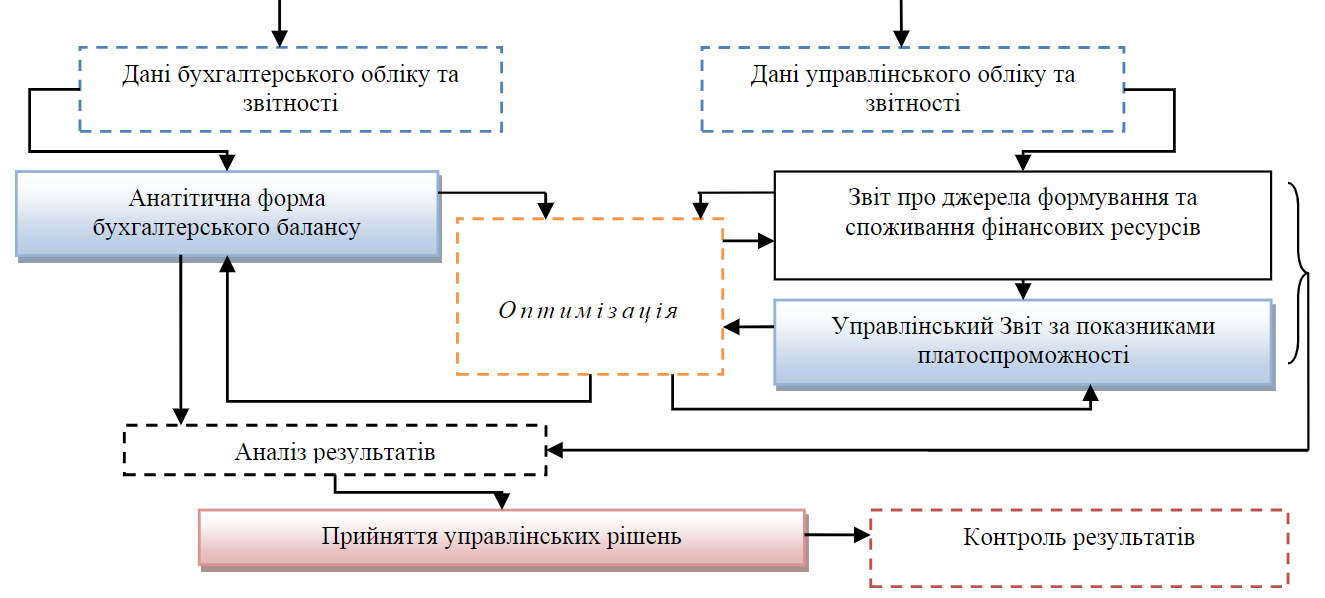 Дані бухгалтерського обліку та
звітності
Дані управлінського обліку та
звітності
Анатітична форма
бухгалтерського балансу
Звіт про джерела формування та
споживання фінансових ресурсів
Оптимізація
Управлінський Звіт за показниками
платоспроможності
Аналіз результатів
Прийняття управлінських рішень
Контроль результатів